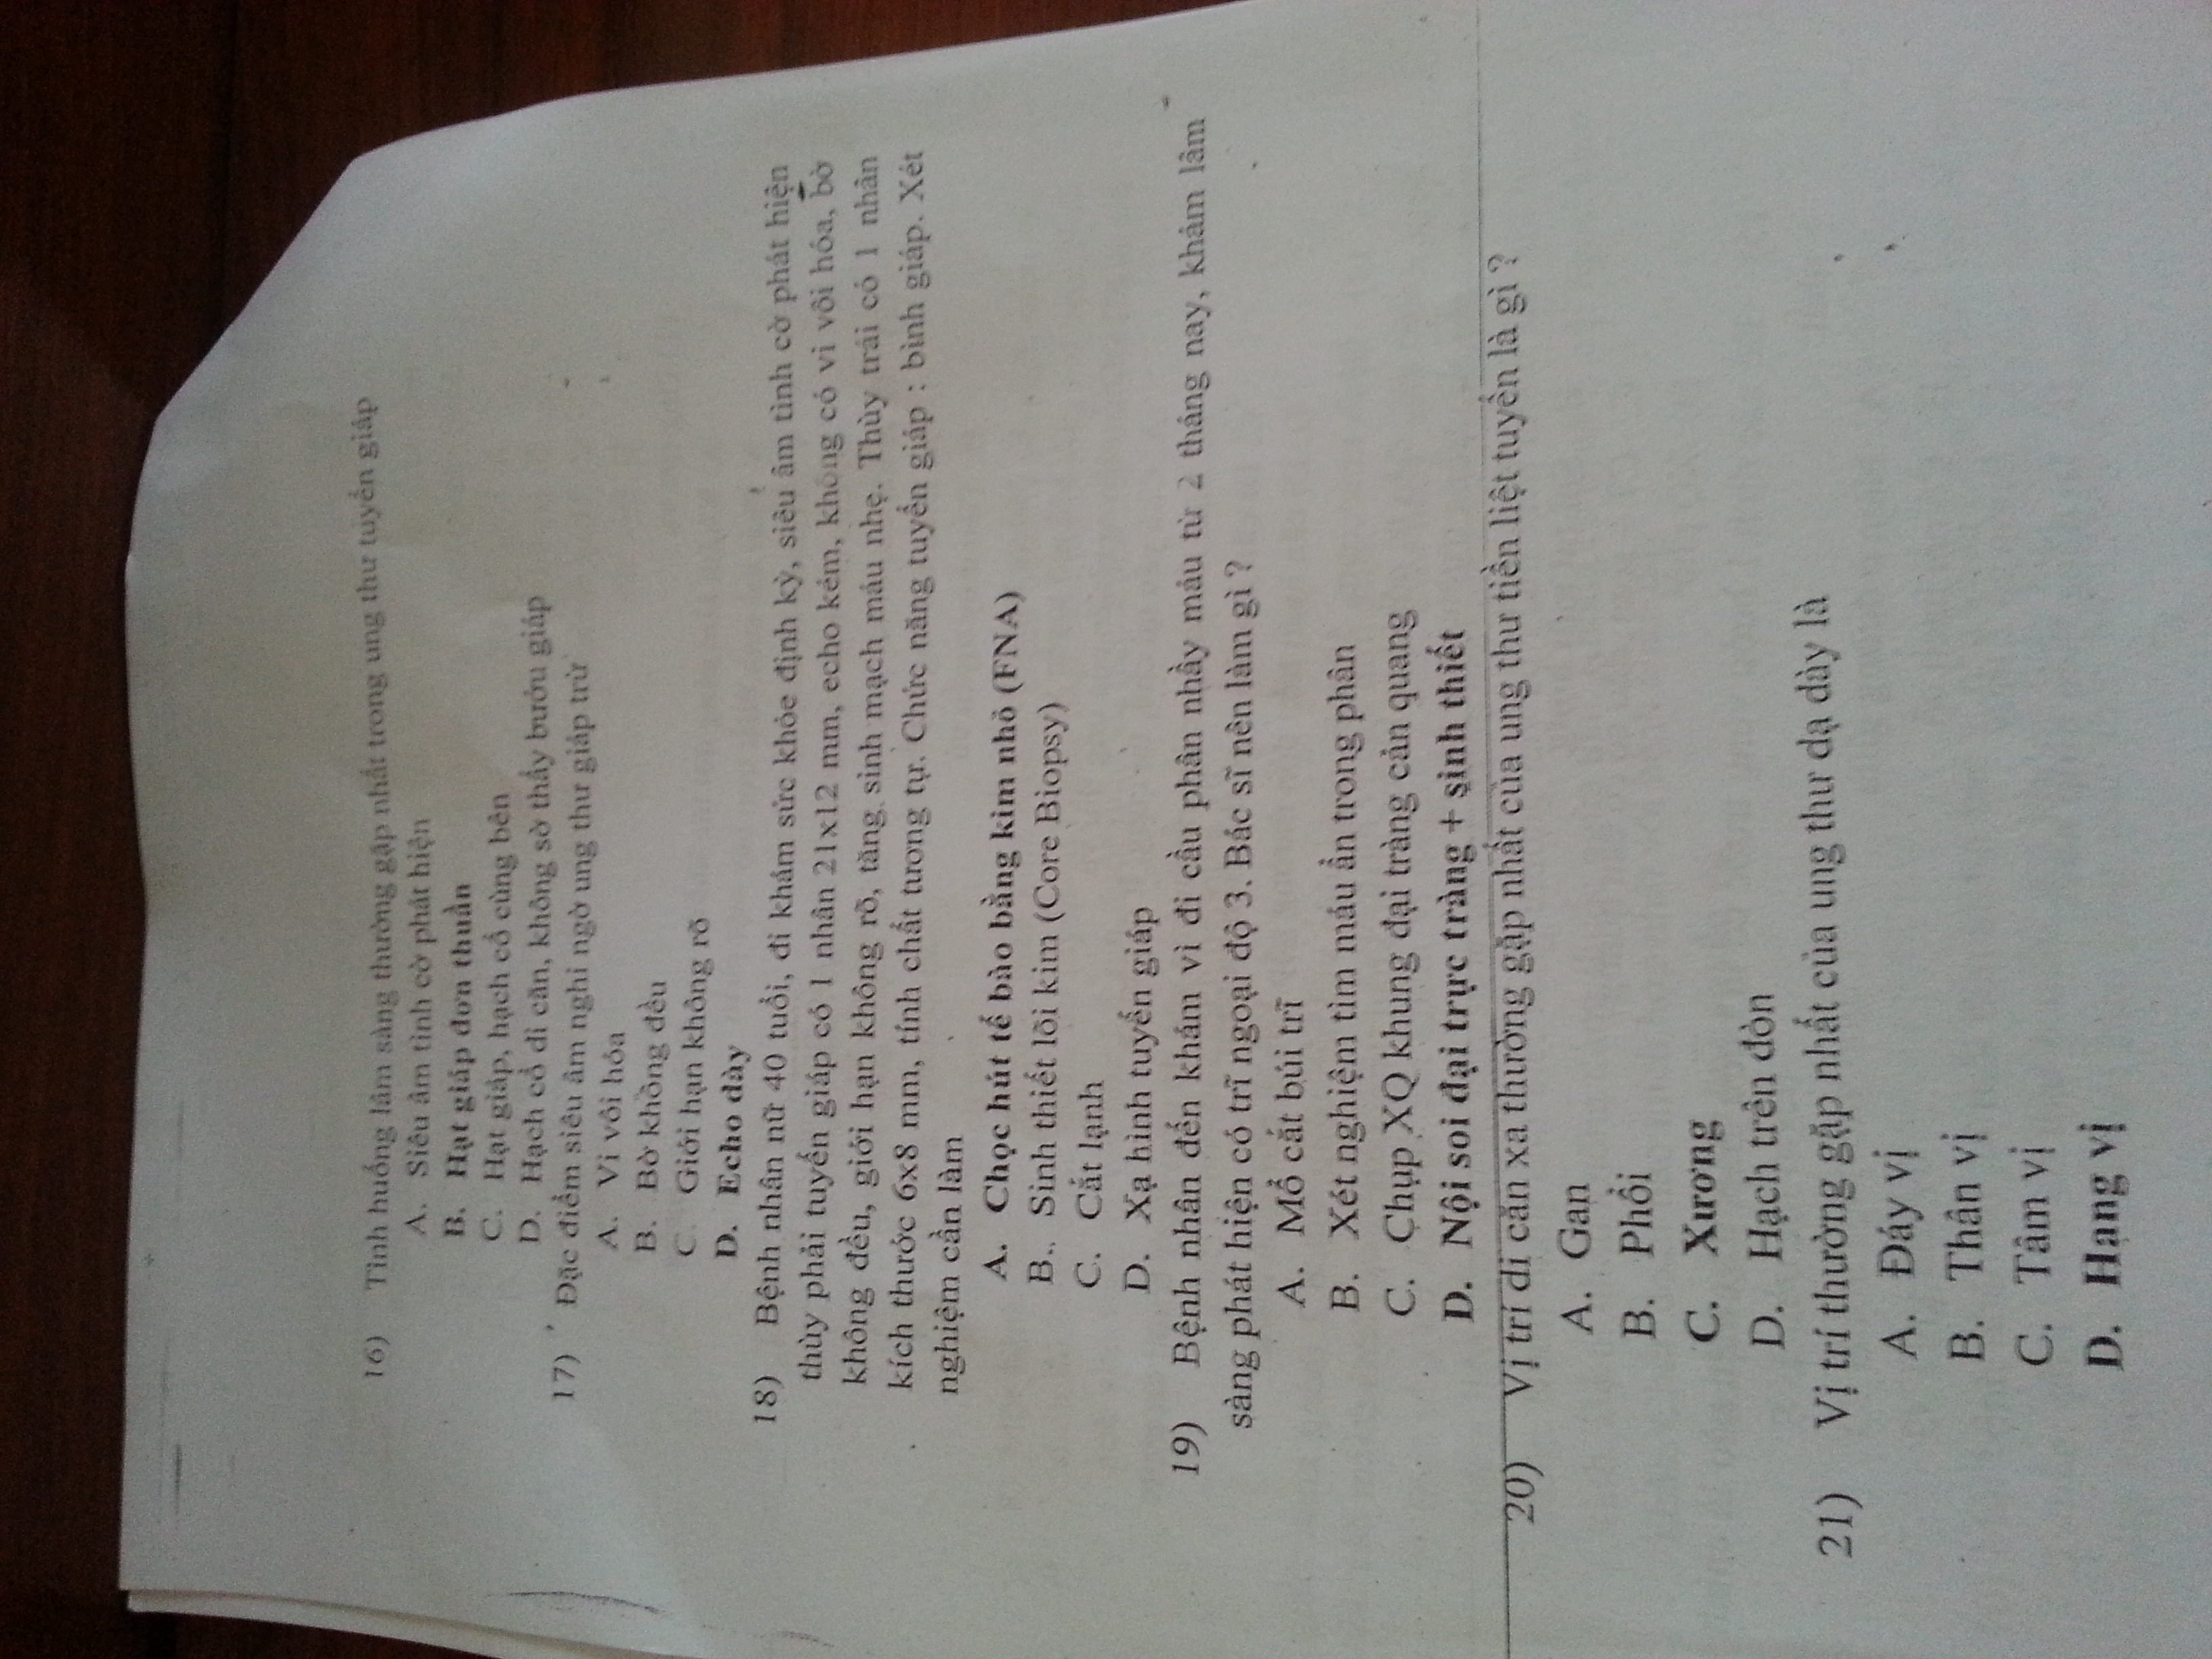 16) Tình huống lâm sàng thường gặp nhất trong ung thư tuyến giáp
A. Siêu âm tình cờ phát hiện
B. Hạt giáp đơn thuần
C. Hạt giáp, hạch cổ cùng bên
D. Hạch cổ di căn, không sờ thấy bướu giáp
17) Đặc điểm siêu âm nghi ngờ ung thư giáp trừ
A. Vi vôi hóa
B. Bờ không đều
C. Giới hạn không rõ
D. Echo dày
18) Bệnh nhân nữ 40 tuổi, đi khám sức khỏe định kỳ, siêu âm tình cờ phát hiện
thùy phải tuyến giáp có 1 nhân 21x12 mm, echo kém, không có vi vôi hóa, bờ
không đều, giới hạn không rõ, tăng sinh mạch máu nhẹ. Thùy trái có 1 nhân
kích thước 6x8 mm, tính chất tương tự. Chức năng tuyến giáp : bình giáp. Xét
nghiệm cần làm
A. Chọc hút tế bào bằng kim nhỏ (FNA)
B. Sinh thiết lõi kim (Core Biopsy)
C. Cắt lạnh
D. Xạ hình tuyến giáp
19) Bệnh nhân đến khám vì đi cầu phân nhầy máu từ 2 tháng nay, khám lâm
sàng phát hiện có trĩ ngoại độ 3. Bác sĩ nên làm gì ?
A. Mổ cắt búi trĩ
B. Xét nghiệm tìm máu ẩn trong phân
C. Chụp XQ khung đại tràng cản quang
D. Nội soi đại trực tràng + sinh thiết
20) Vị trí di căn xa thường gặp nhất của ung thư tiền liệt tuyến là gì ?
A. Gan
B. Phổi
C. Xương
D. Hạch trên đòn
21) Vị trí thường gặp nhất của ung thư dạ dày là
A. Đáy vị
B. Thân vị
C. Tâm vị
D. Hang vị